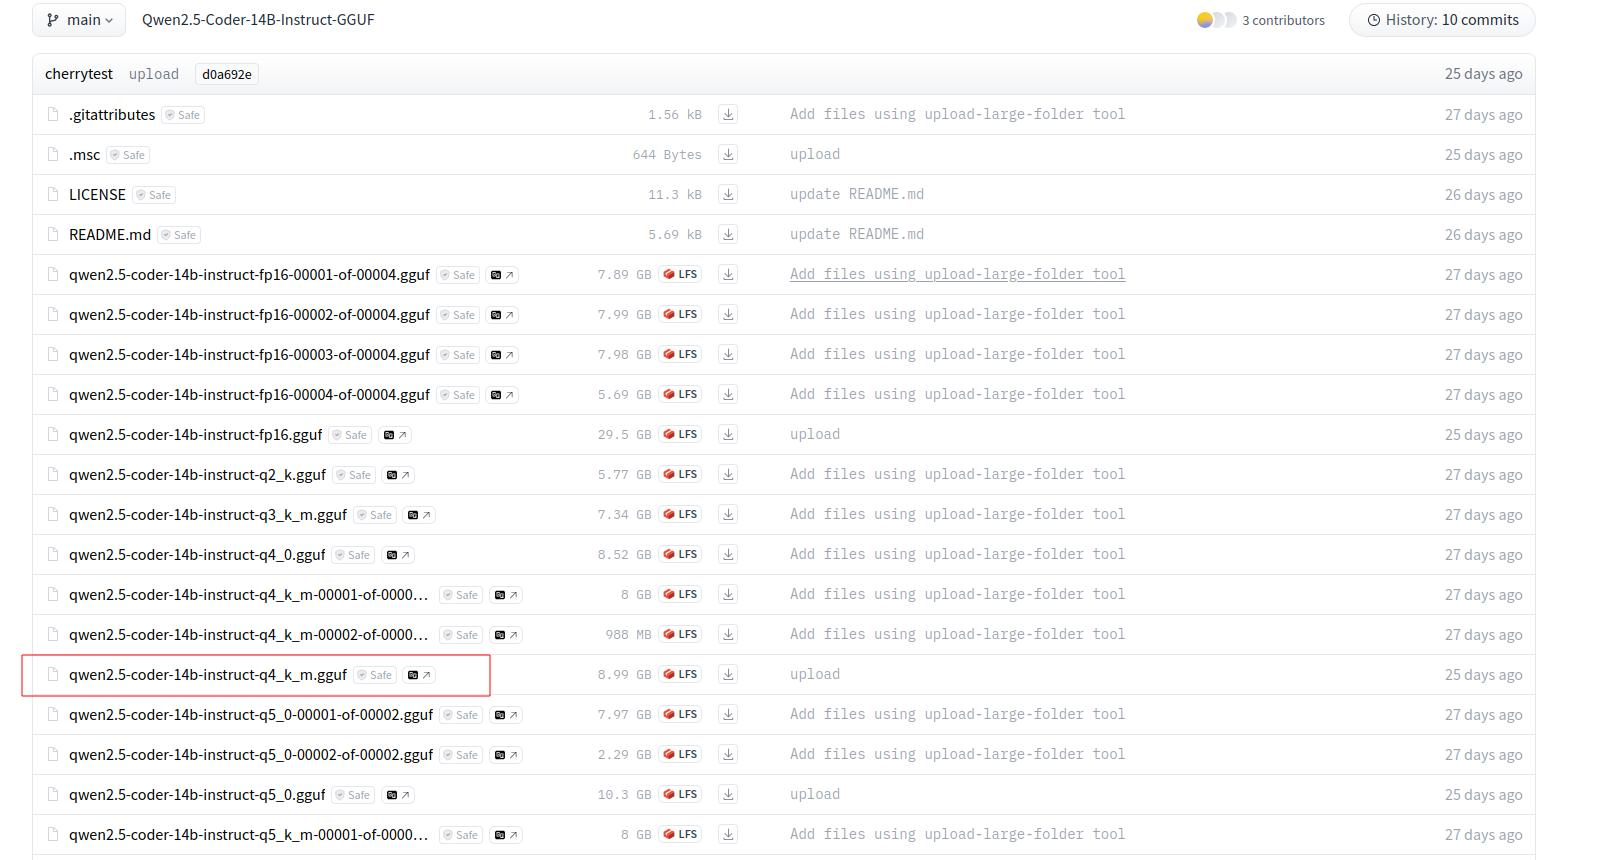 main Qwen2.5-Coder-14B-Instruct-GGUF 3 contributors History: 10 commits
cherrytest upload d0a692e 25 days ago
.gitattributes Safe 1.56 kB Add files using upload-large-folder tool 27 days ago
.msc Safe 644 Bytes upload 25 days ago
LICENSE Safe 11.3 kB update README.md 26 days ago
README.md Safe 5.69 kB update README.md 26 days ago
qwen2.5-coder-14b-instruct-fp16-00001-of-00004.gguf Safe 7.89 GB LFS Add files using upload-large-folder tool 27 days ago
qwen2.5-coder-14b-instruct-fp16-00002-of-00004.gguf Safe 7.99 GB LFS Add files using upload-large-folder tool 27 days ago
qwen2.5-coder-14b-instruct-fp16-00003-of-00004.gguf Safe 7.98 GB LFS Add files using upload-large-folder tool 27 days ago
qwen2.5-coder-14b-instruct-fp16-00004-of-00004.gguf Safe 5.69 GB LFS Add files using upload-large-folder tool 27 days ago
qwen2.5-coder-14b-instruct-fp16.gguf Safe 29.5 GB LFS upload 25 days ago
qwen2.5-coder-14b-instruct-q2_k.gguf Safe 5.77 GB LFS Add files using upload-large-folder tool 27 days ago
qwen2.5-coder-14b-instruct-q3_k_m.gguf Safe 7.34 GB LFS Add files using upload-large-folder tool 27 days ago
qwen2.5-coder-14b-instruct-q4_0.gguf Safe 8.52 GB LFS Add files using upload-large-folder tool 27 days ago
qwen2.5-coder-14b-instruct-q4_k_m-00001-of-0000... Safe 8 GB LFS Add files using upload-large-folder tool 27 days ago
qwen2.5-coder-14b-instruct-q4_k_m-00002-of-0000... Safe 988 MB LFS Add files using upload-large-folder tool 27 days ago
qwen2.5-coder-14b-instruct-q4_k_m.gguf Safe 8.99 GB LFS upload 25 days ago
qwen2.5-coder-14b-instruct-q5_0-00001-of-00002.gguf Safe 7.97 GB LFS Add files using upload-large-folder tool 27 days ago
qwen2.5-coder-14b-instruct-q5_0-00002-of-00002.gguf Safe 2.29 GB LFS Add files using upload-large-folder tool 27 days ago
qwen2.5-coder-14b-instruct-q5_0.gguf Safe 10.3 GB LFS upload 25 days ago
qwen2.5-coder-14b-instruct-q5_k_m-00001-of-0000... Safe 8 GB LFS Add files using upload-large-folder tool 27 days ago